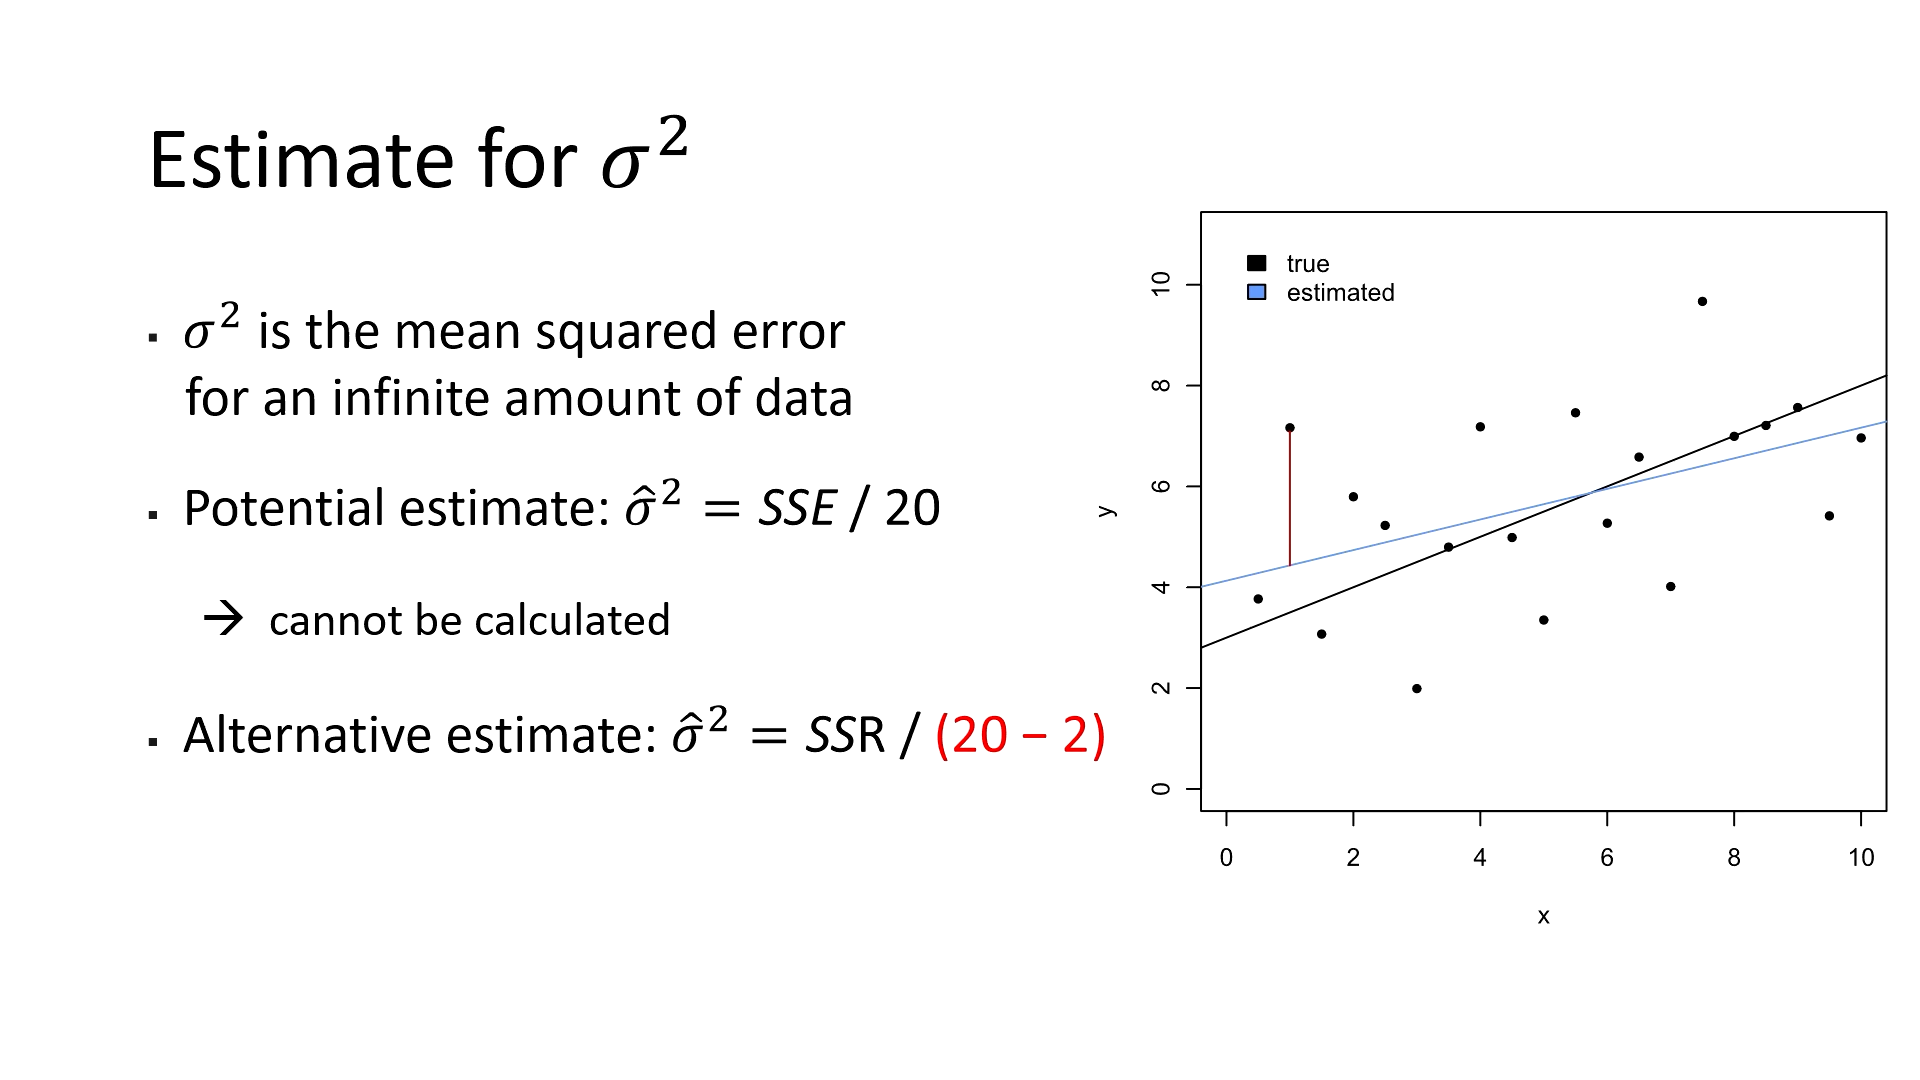 Estimate for σ²
▪ σ² is the mean squared error
for an infinite amount of data
▪ Potential estimate: σ̂² = SSE / 20
→ cannot be calculated
▪ Alternative estimate: σ̂² = SSR / (20 − 2)
true
estimated
10
8
6
4
2
0
y
0 2 4 6 8 10
x